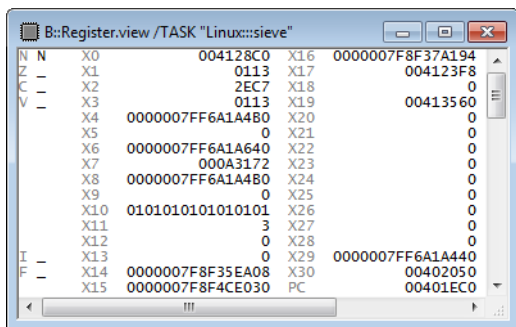 B::Register.view /TASK "Linux:::sieve"
N N X0 004128C0 X16 0000007F8F37A194
Z _ X1 0113 X17 004123F8
C _ X2 2EC7 X18 0
V _ X3 0113 X19 00413560
X4 0000007FF6A1A4B0 X20 0
X5 0 X21 0
X6 0000007FF6A1A640 X22 0
X7 000A3172 X23 0
X8 0000007FF6A1A4B0 X24 0
X9 0 X25 0
X10 0101010101010101 X26 0
X11 3 X27 0
X12 0 X28 0
I _ X13 0 X29 0000007FF6A1A440
F _ X14 0000007F8F35EA08 X30 00402050
X15 0000007F8F4CE030 PC 00401EC0